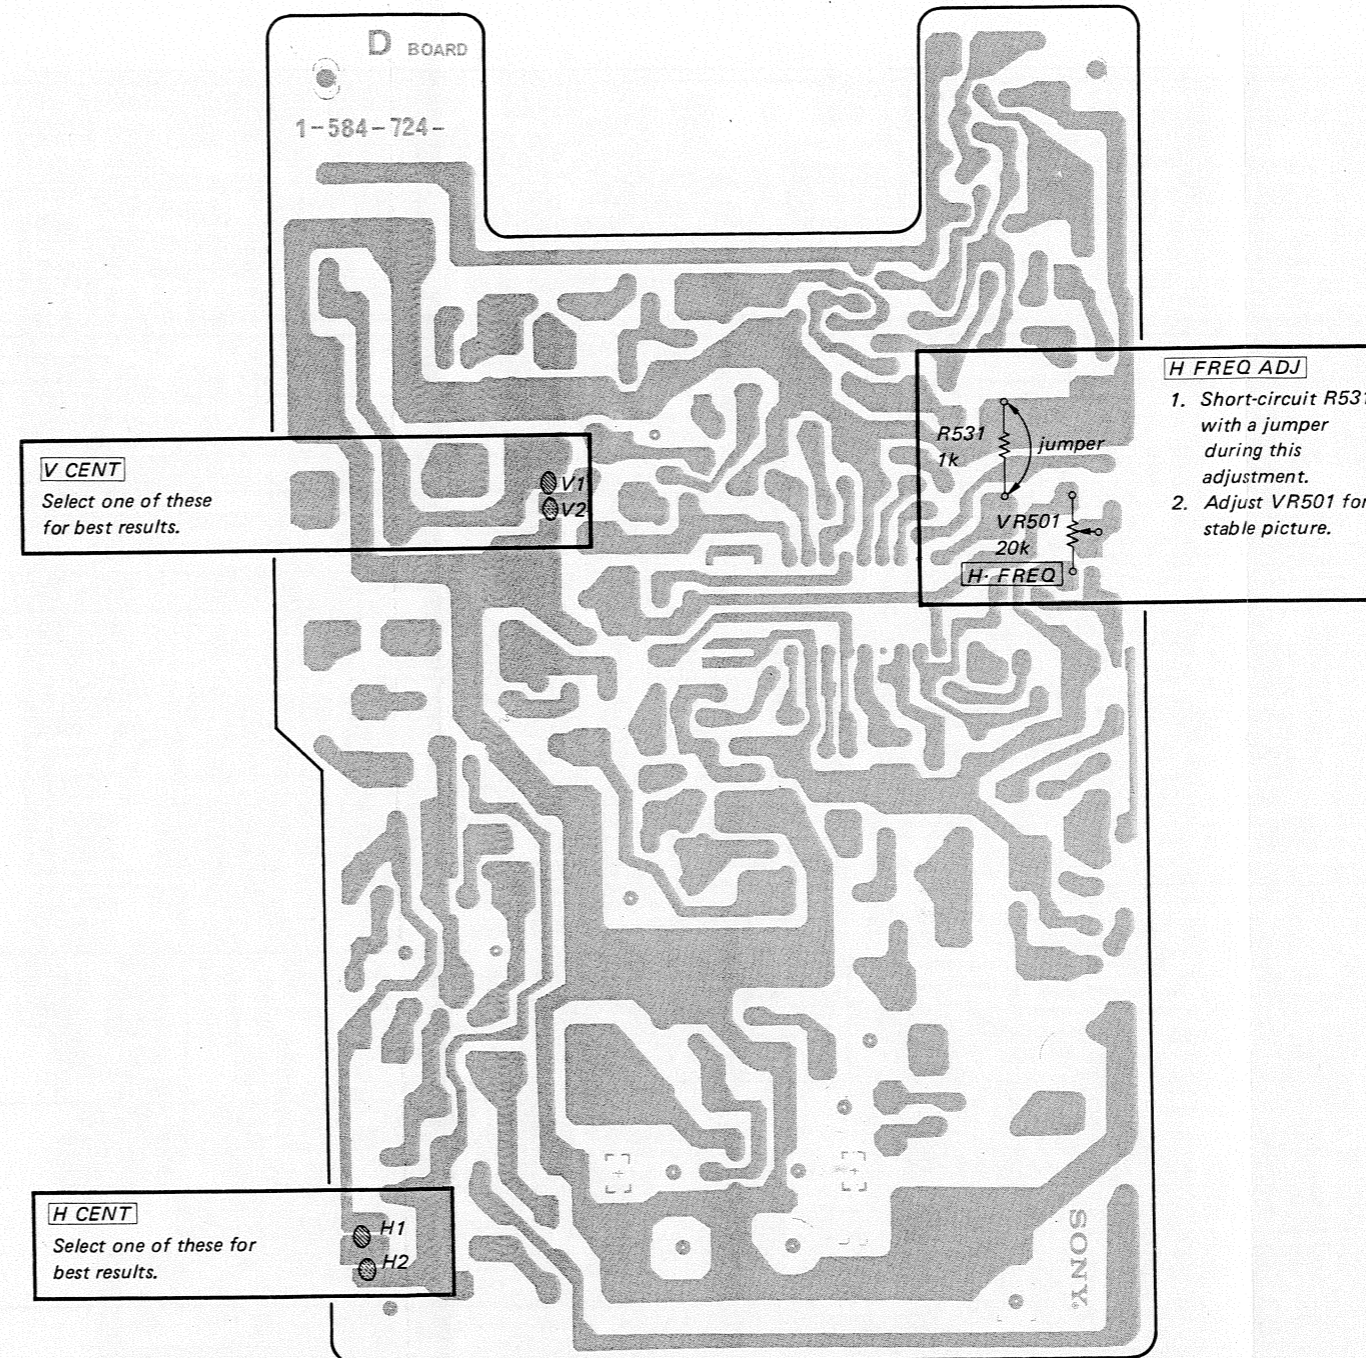 D BOARD
1-584-724-
H FREQ ADJ
1. Short-circuit R531
with a jumper
during this
adjustment.
2. Adjust VR501 for
stable picture.
R531
1k
jumper
VR501
20k
H· FREQ
V CENT
Select one of these
for best results.
V1
V2
H CENT
Select one of these for
best results.
H1
H2
SONY